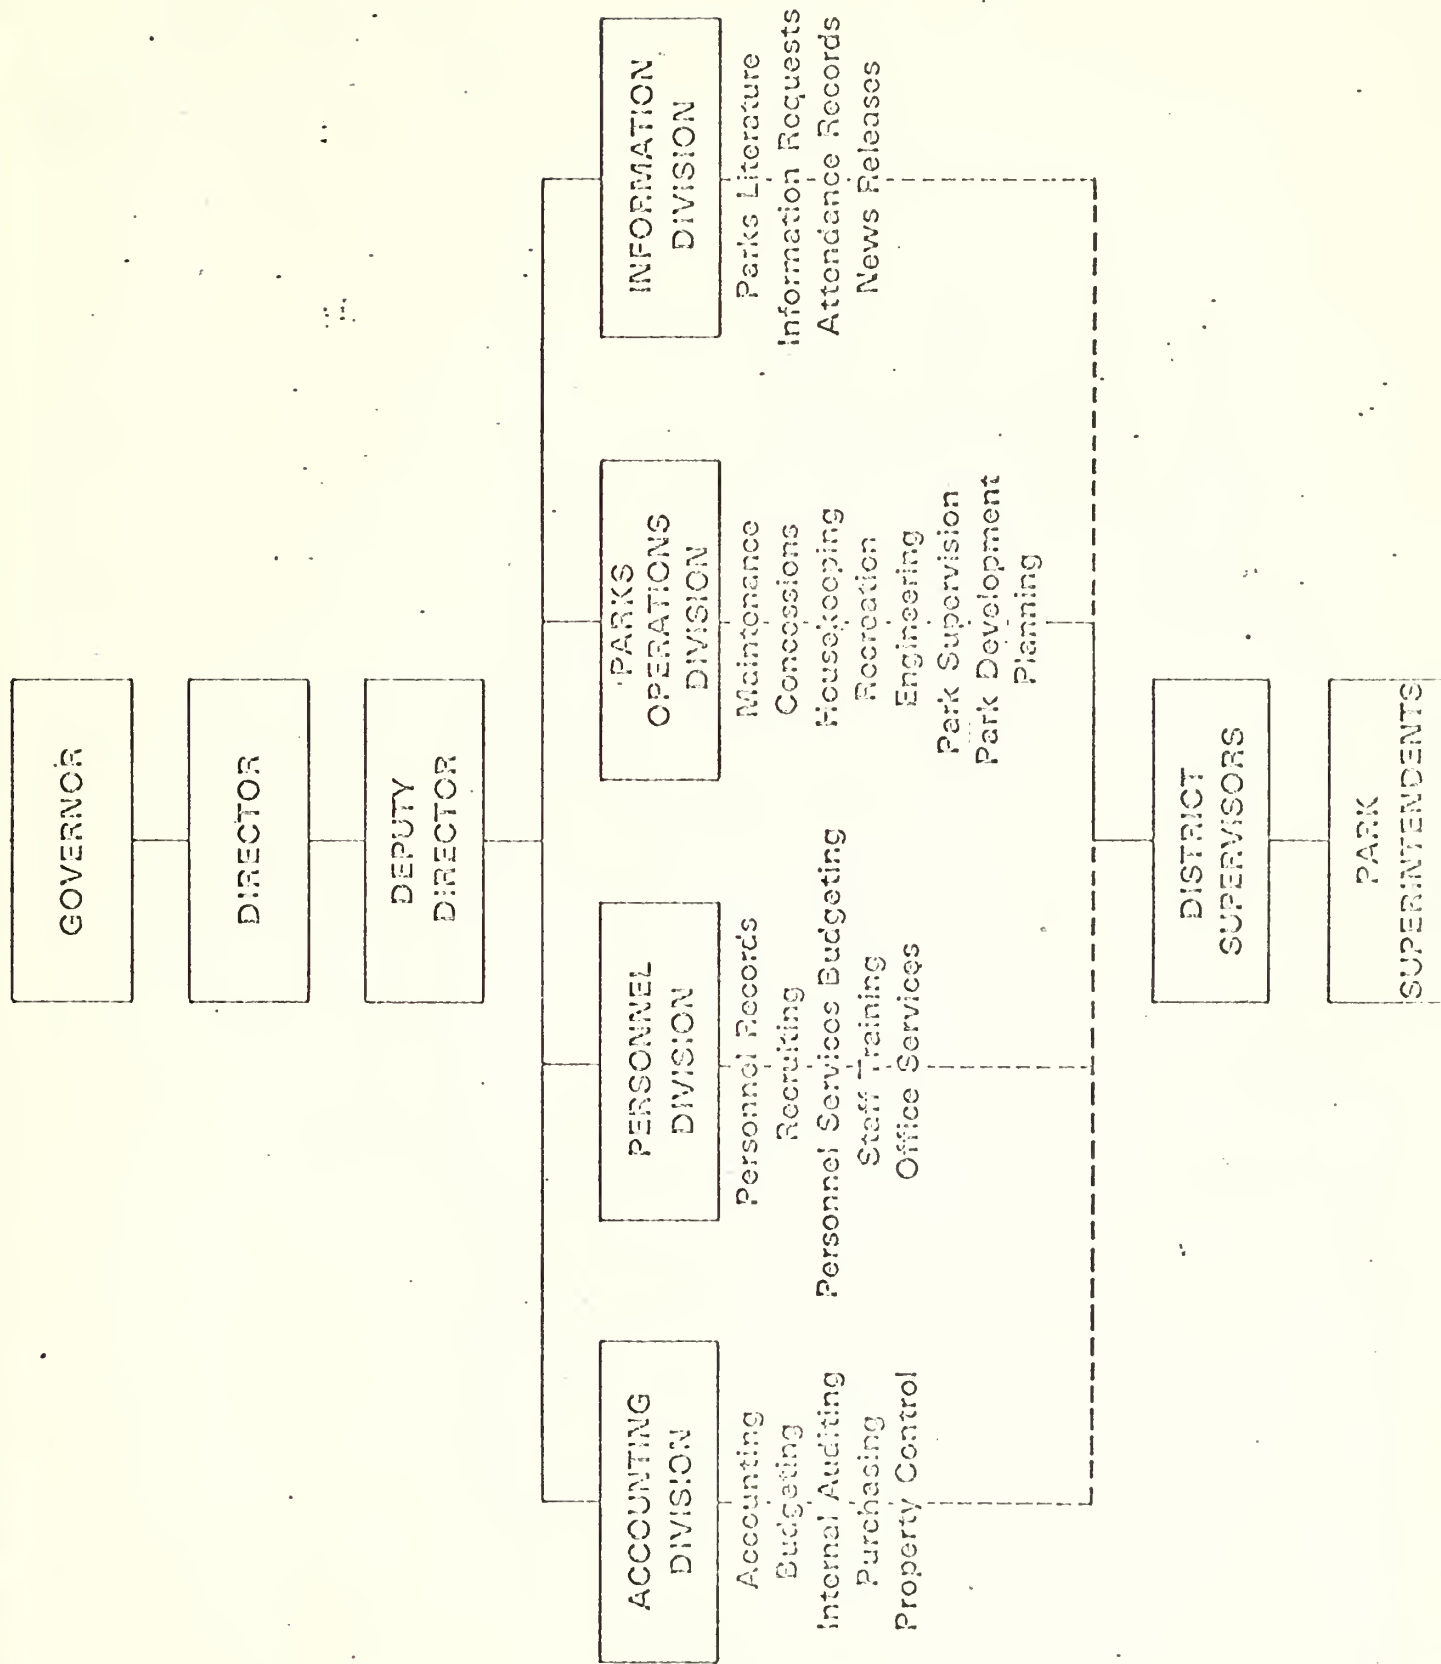 GOVERNOR
DIRECTOR
DEPUTY
DIRECTOR
ACCOUNTING
DIVISION
Accounting
Budgeting
Internal Auditing
Purchasing
Property Control
PERSONNEL
DIVISION
Personnel Records
Recruiting
Personnel Services Budgeting
Staff Training
Office Services
PARKS
OPERATIONS
DIVISION
Maintenance
Concessions
Housekeeping
Recreation
Engineering
Park Supervision
Park Development
Planning
INFORMATION
DIVISION
Parks Literature
Information Requests
Attendance Records
News Releases
DISTRICT
SUPERVISORS
PARK
SUPERINTENDENTS